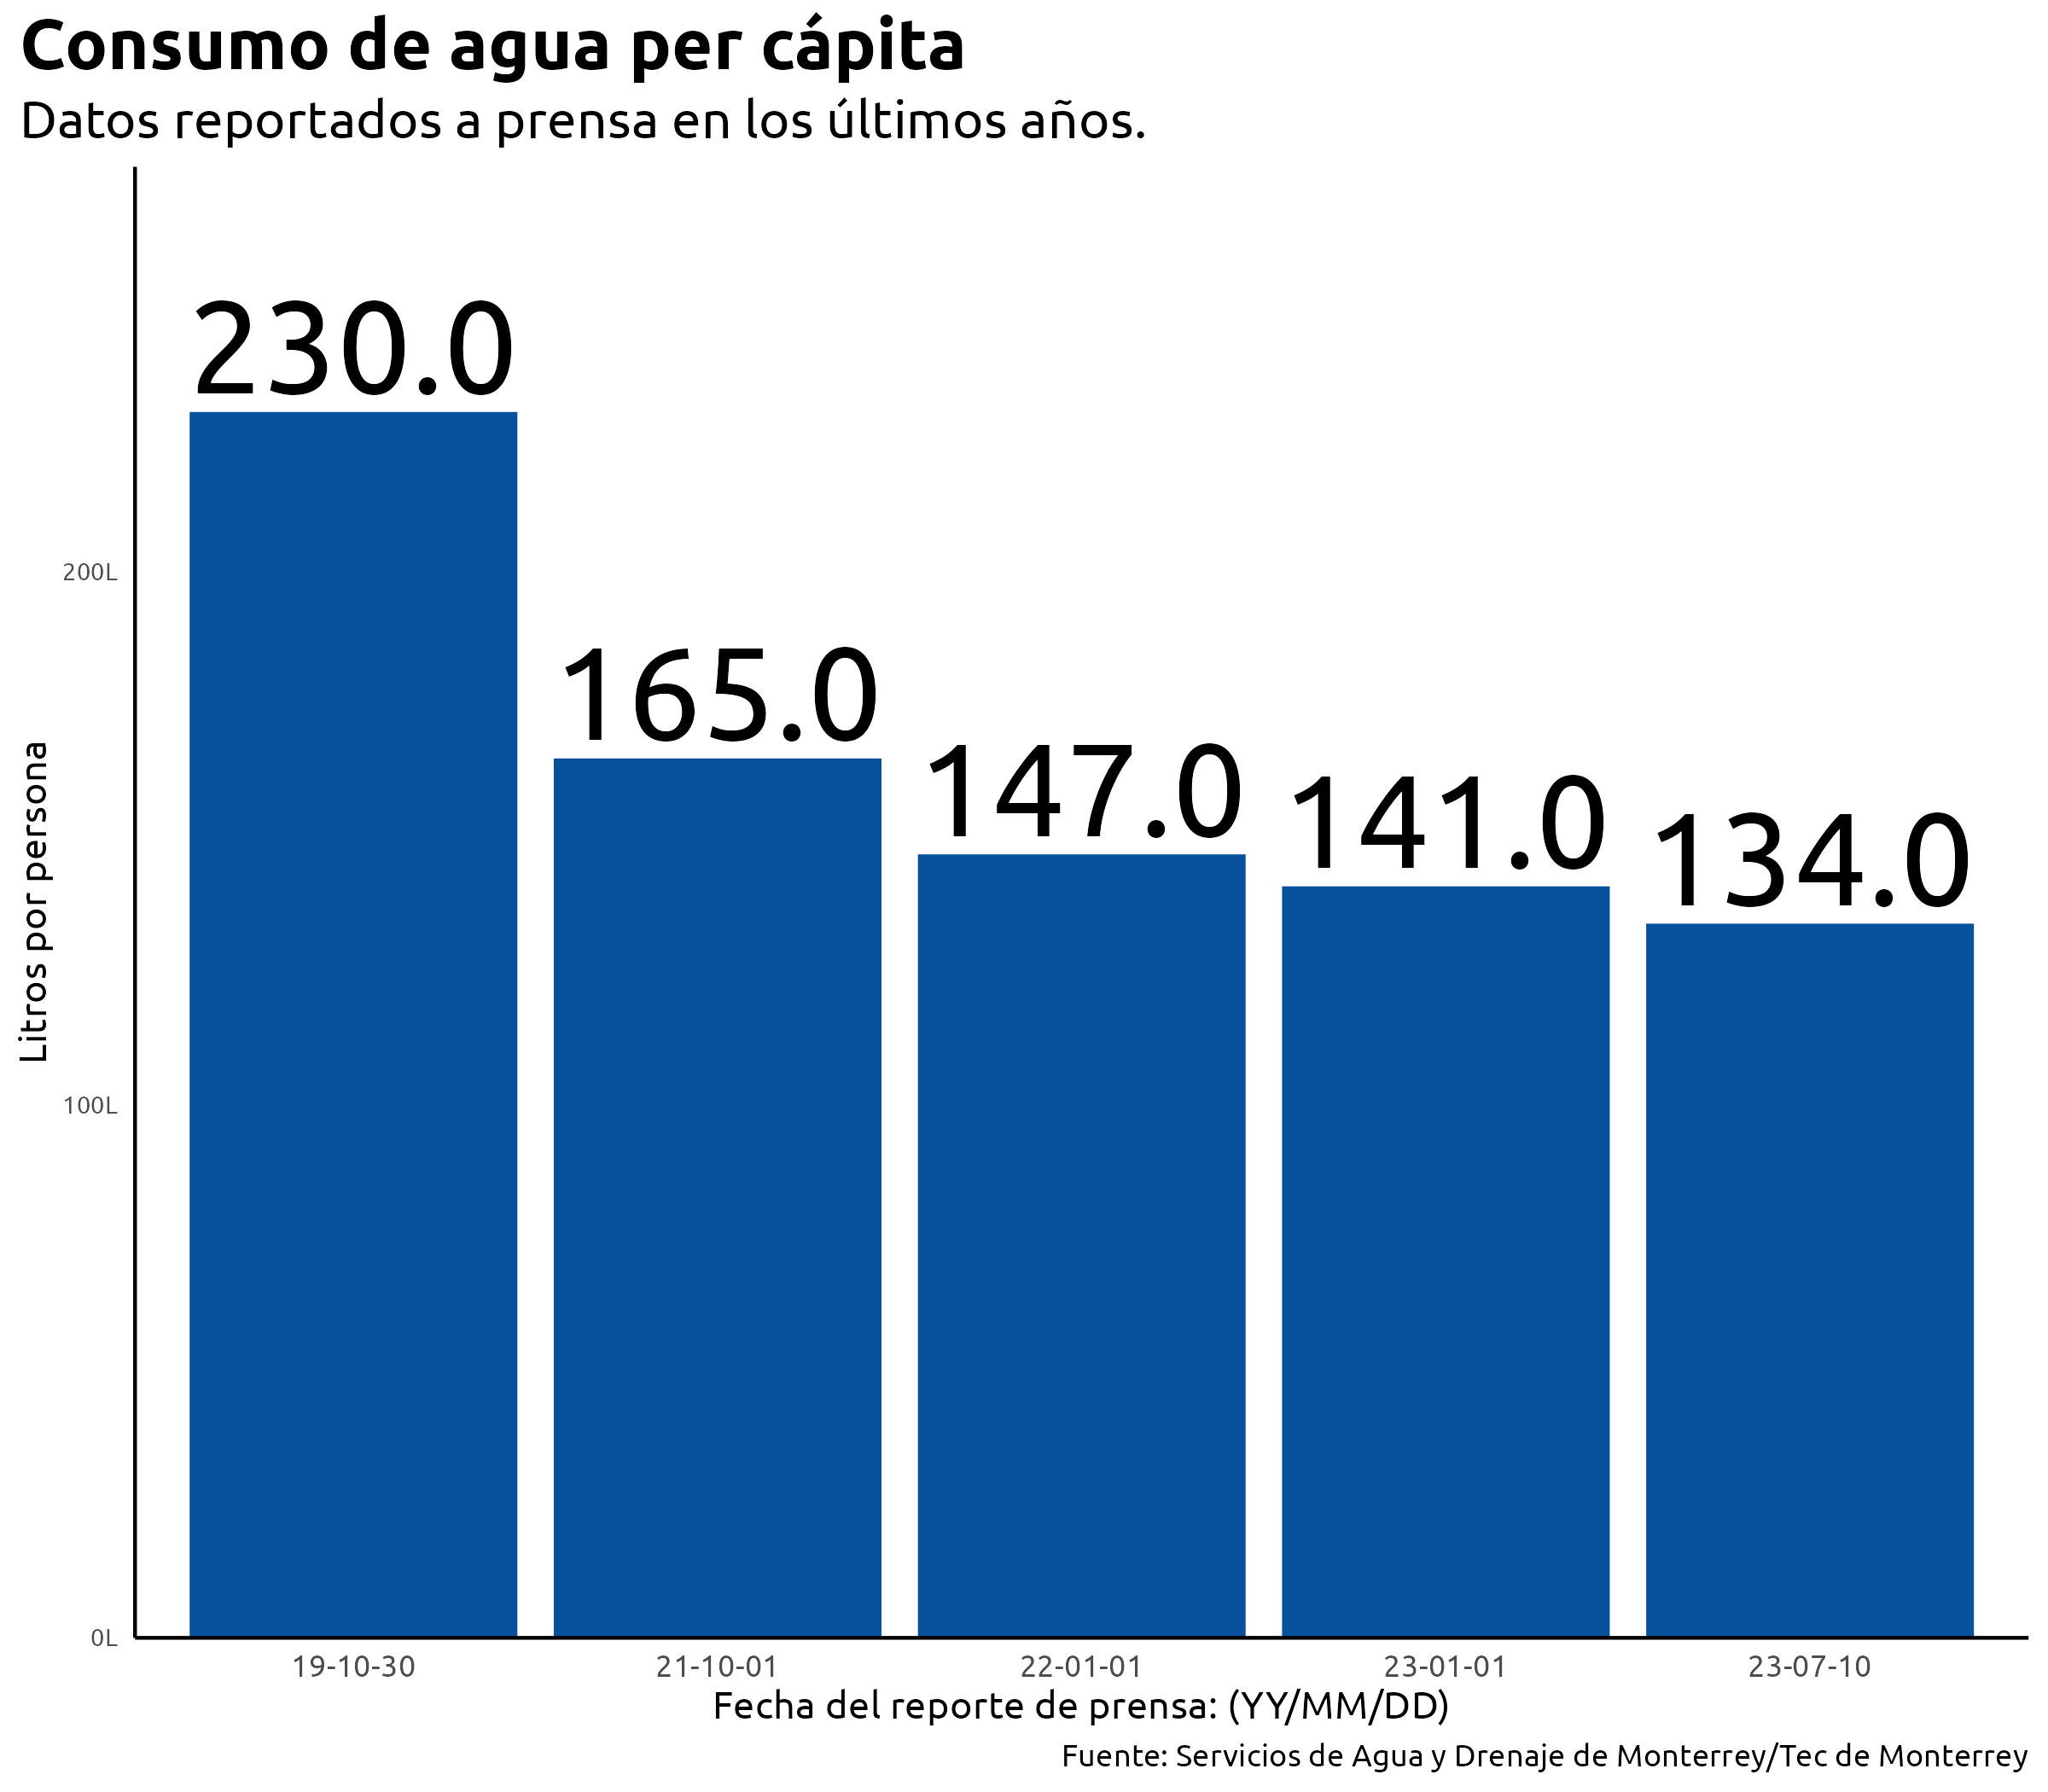 Consumo de agua per cápita
Datos reportados a prensa en los últimos años.
Litros por persona
200L
100L
0L
230.0
165.0
147.0
141.0
134.0
19-10-30
21-10-01
22-01-01
23-01-01
23-07-10
Fecha del reporte de prensa: (YY/MM/DD)
Fuente: Servicios de Agua y Drenaje de Monterrey/Tec de Monterrey